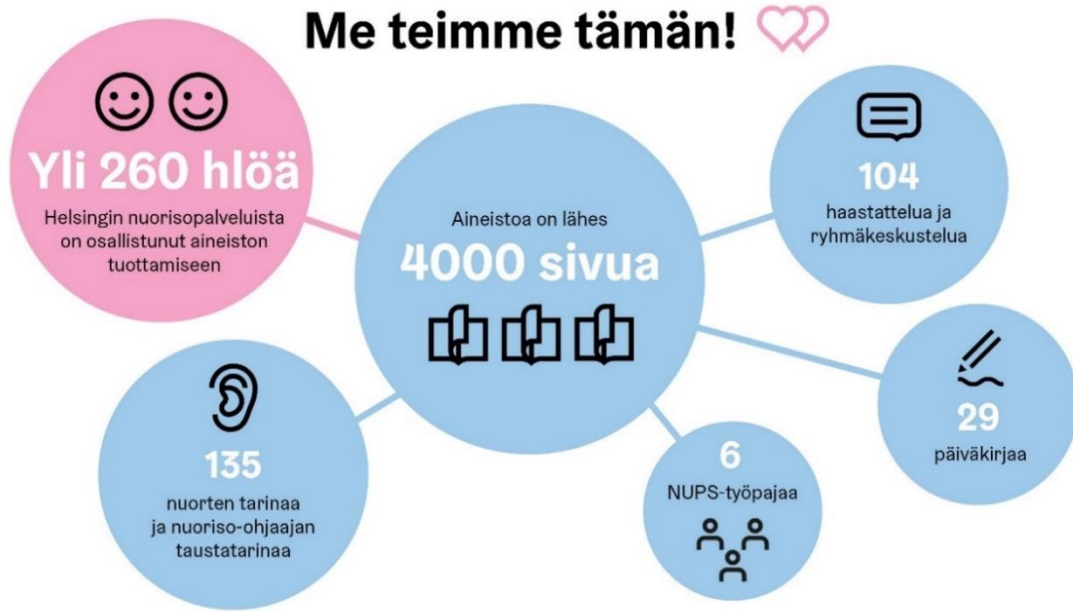 Me teimme tämän!
Yli 260 hlöä
Helsingin nuorisopalveluista
on osallistunut aineiston
tuottamiseen
Aineistoa on lähes
4000 sivua
104
haastattelua ja
ryhmäkeskustelua
29
päiväkirjaa
6
NUPS-työpajaa
135
nuorten tarinaa
ja nuoriso-ohjaajan
taustatarinaa